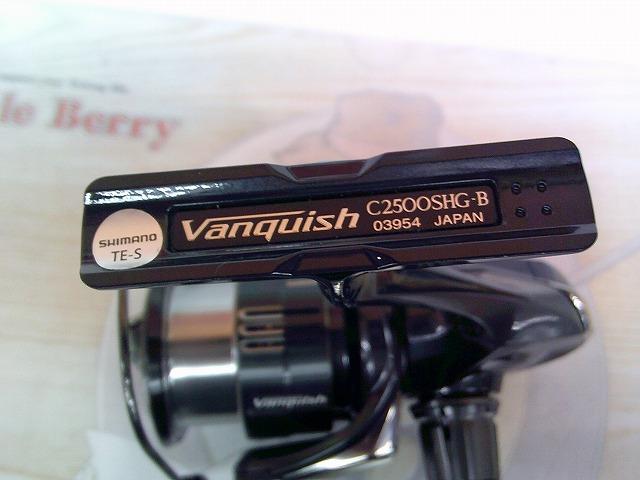 le Berry
SHIMANO
TE-S
Vanquish C2500SHG-B
03954 JAPAN
Vanquish